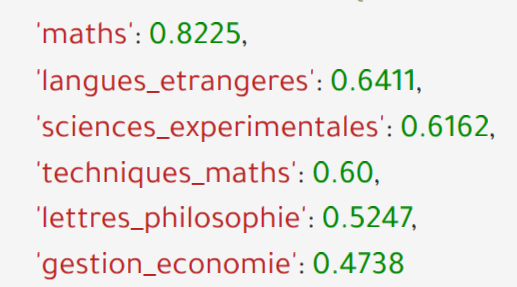 'maths': 0.8225,
'langues_etrangeres': 0.6411,
'sciences_experimentales': 0.6162,
'techniques_maths': 0.60,
'lettres_philosophie': 0.5247,
'gestion_economie': 0.4738